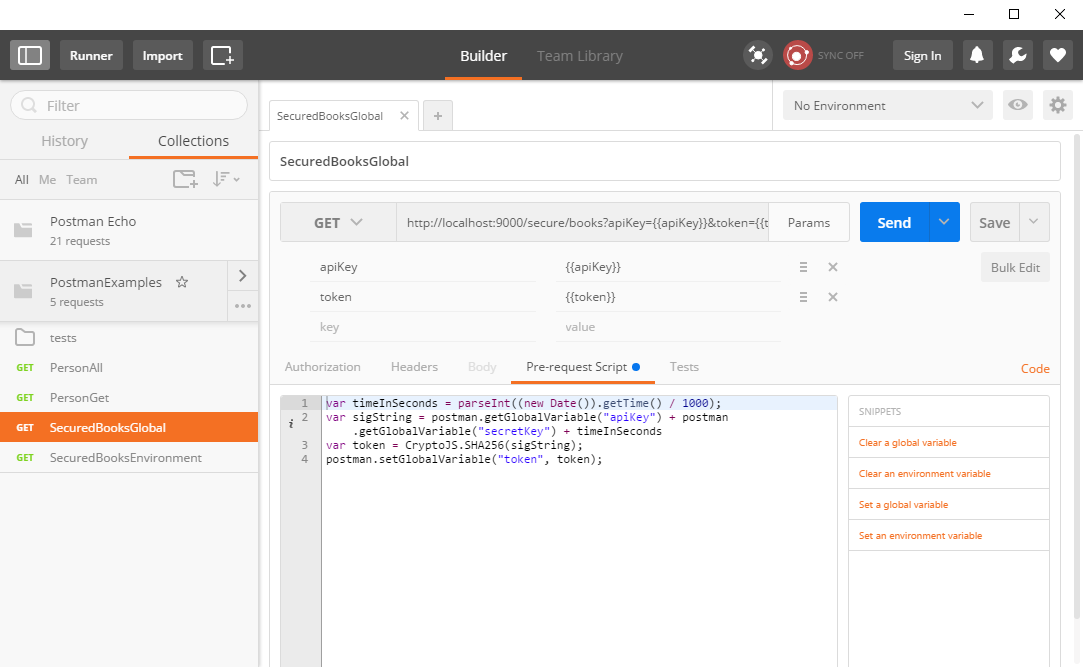 Runner
Import
Builder
Team Library
SYNC OFF
Sign In
Filter
History
Collections
All Me Team
Postman Echo
21 requests
PostmanExamples
5 requests
tests
GET PersonAll
GET PersonGet
GET SecuredBooksGlobal
GET SecuredBooksEnvironment
SecuredBooksGlobal
No Environment
SecuredBooksGlobal
GET http://localhost:9000/secure/books?apiKey={{apiKey}}&token={{t Params Send Save
apiKey {{apiKey}} Bulk Edit
token {{token}}
key value
Authorization Headers Body Pre-request Script Tests Code
1 var timeInSeconds = parseInt((new Date()).getTime() / 1000);
i 2 var sigString = postman.getGlobalVariable("apiKey") + postman
.getGlobalVariable("secretKey") + timeInSeconds
3 var token = CryptoJS.SHA256(sigString);
4 postman.setGlobalVariable("token", token);
SNIPPETS
Clear a global variable
Clear an environment variable
Set a global variable
Set an environment variable